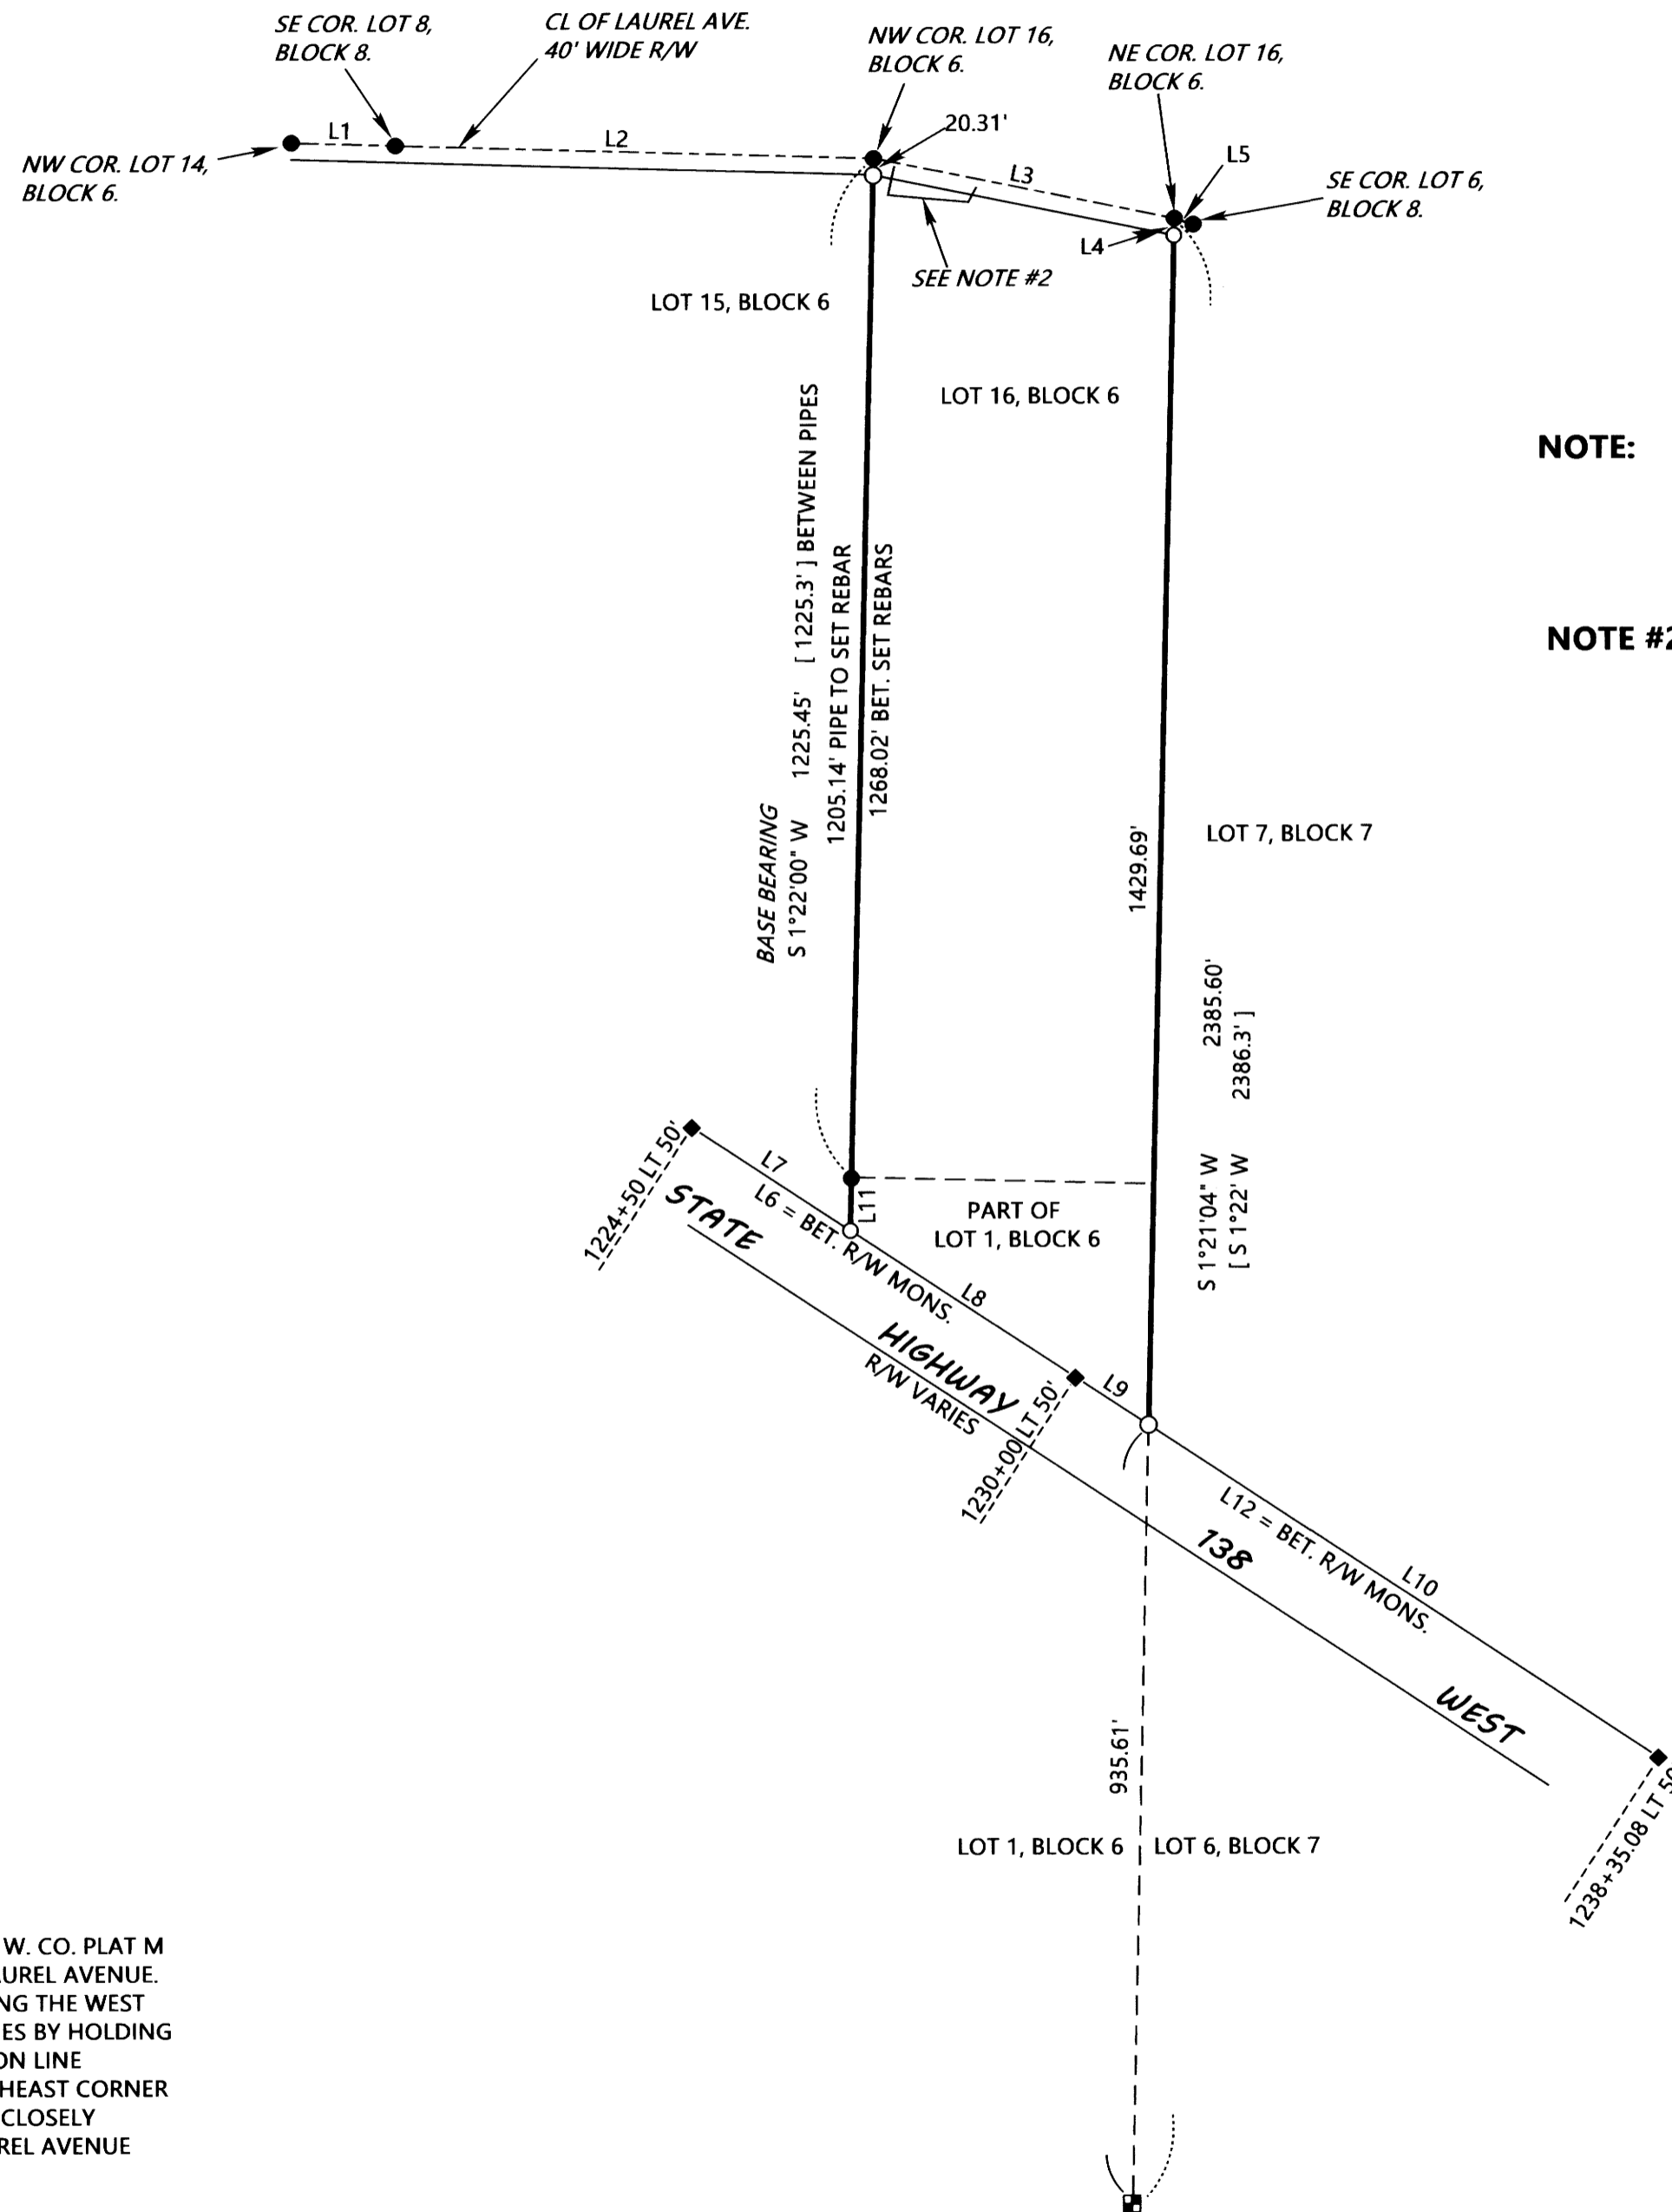 SE COR. LOT 8,
BLOCK 8.
CL OF LAUREL AVE.
40' WIDE R/W
NW COR. LOT 16,
BLOCK 6.
NE COR. LOT 16,
BLOCK 6.
NW COR. LOT 14,
BLOCK 6.
L1
L2
20.31'
L3
L5
SE COR. LOT 6,
BLOCK 8.
L4
SEE NOTE #2
LOT 15, BLOCK 6
LOT 16, BLOCK 6
NOTE:
NOTE #2
BASE BEARING
S 1°22'00" W 1225.45' [ 1225.3' ] BETWEEN PIPES
1205.14' PIPE TO SET REBAR
1268.02' BET. SET REBARS
1429.69'
LOT 7, BLOCK 7
S 1°21'04" W 2385.60'
[ S 1°22' W 2386.3' ]
1224+50 LT 50'
L7
L6 = BET. R/W MONS.
L11
PART OF
LOT 1, BLOCK 6
L8
L9
STATE HIGHWAY 138 WEST
R/W VARIES
1230+00 LT 50'
L12 = BET. R/W MONS.
L10
1238+35.08 LT 50
935.61'
LOT 1, BLOCK 6
LOT 6, BLOCK 7
W. CO. PLAT M
UREL AVENUE.
NG THE WEST
ES BY HOLDING
ON LINE
HEAST CORNER
CLOSELY
REL AVENUE